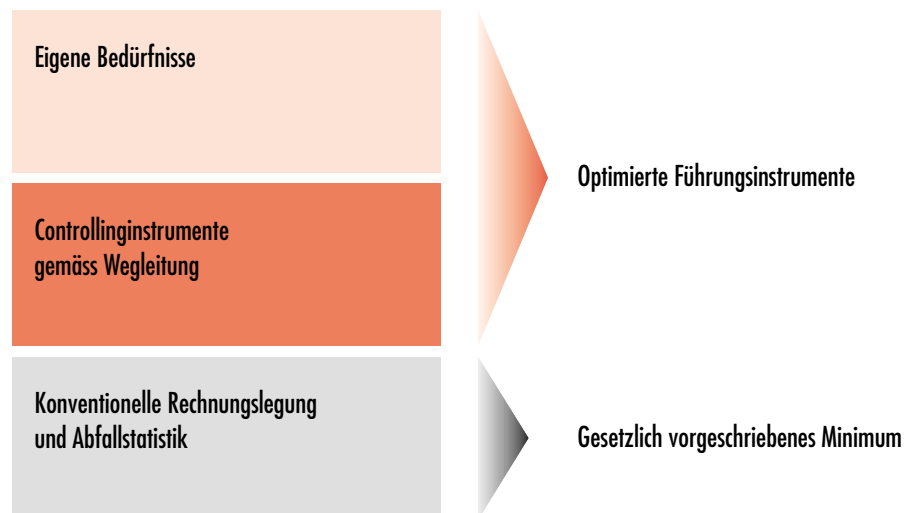 Eigene Bedürfnisse
Optimierte Führungsinstrumente
Controllinginstrumente
gemäss Wegleitung
Konventionelle Rechnungslegung
und Abfallstatistik
Gesetzlich vorgeschriebenes Minimum